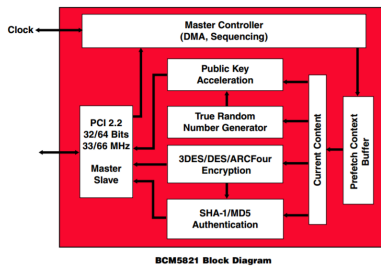 Clock
Master Controller
(DMA, Sequencing)
Public Key
Acceleration
PCI 2.2
32/64 Bits
33/66 MHz
Master
Slave
True Random
Number Generator
3DES/DES/ARCFour
Encryption
SHA-1/MD5
Authentication
Current Content
Prefetch Context
Buffer
BCM5821 Block Diagram